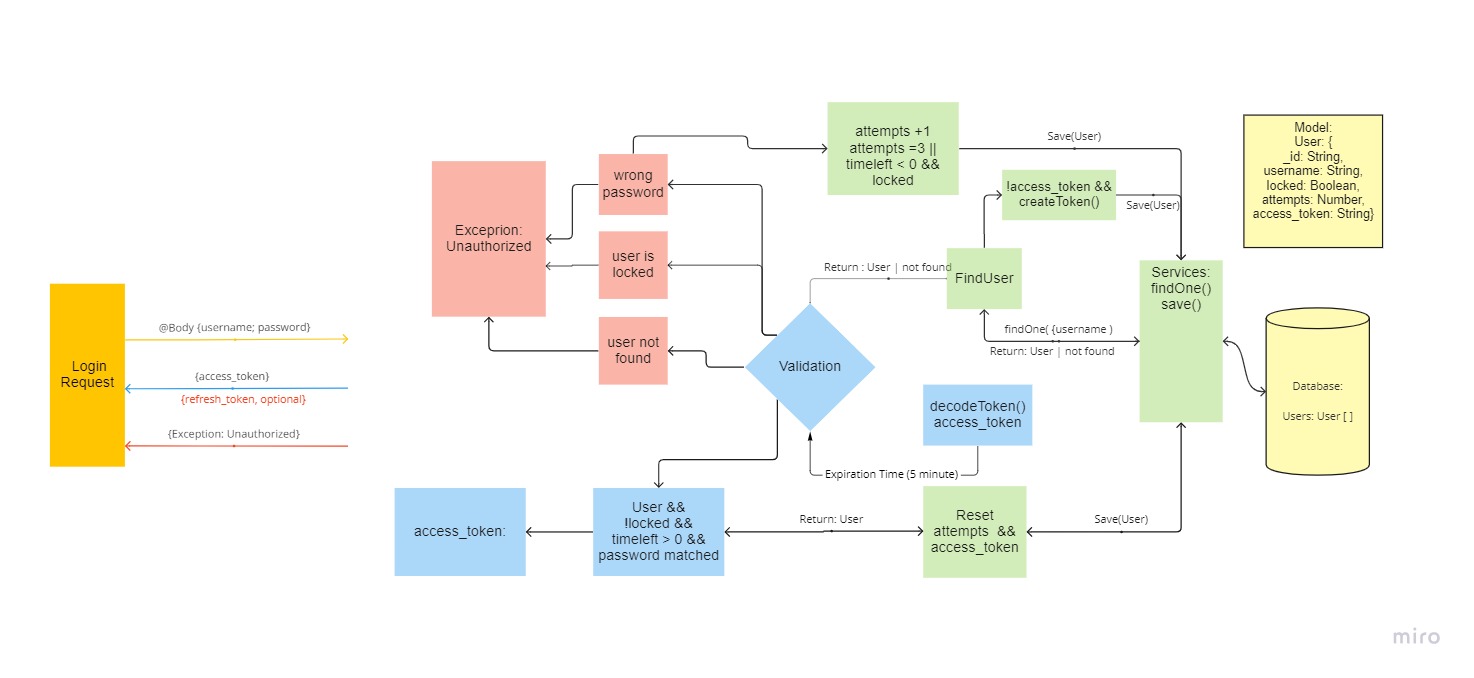 Login
Request
@Body {username; password}
{access_token}
{refresh_token, optional}
{Exception: Unauthorized}
Exceprion:
Unauthorized
wrong
password
user is
locked
user not
found
attempts +1
attempts =3 ||
timeleft < 0 &&
locked
Save(User)
!access_token &&
createToken()
Save(User)
Return : User | not found
FindUser
findOne( {username )
Return: User | not found
Services:
findOne()
save()
Model:
User: {
_id: String,
username: String,
locked: Boolean,
attempts: Number,
access_token: String}
Database:
Users: User [ ]
Validation
decodeToken()
access_token
Expiration Time (5 minute)
access_token:
User &&
!locked &&
timeleft > 0 &&
password matched
Return: User
Reset
attempts &&
access_token
Save(User)
miro